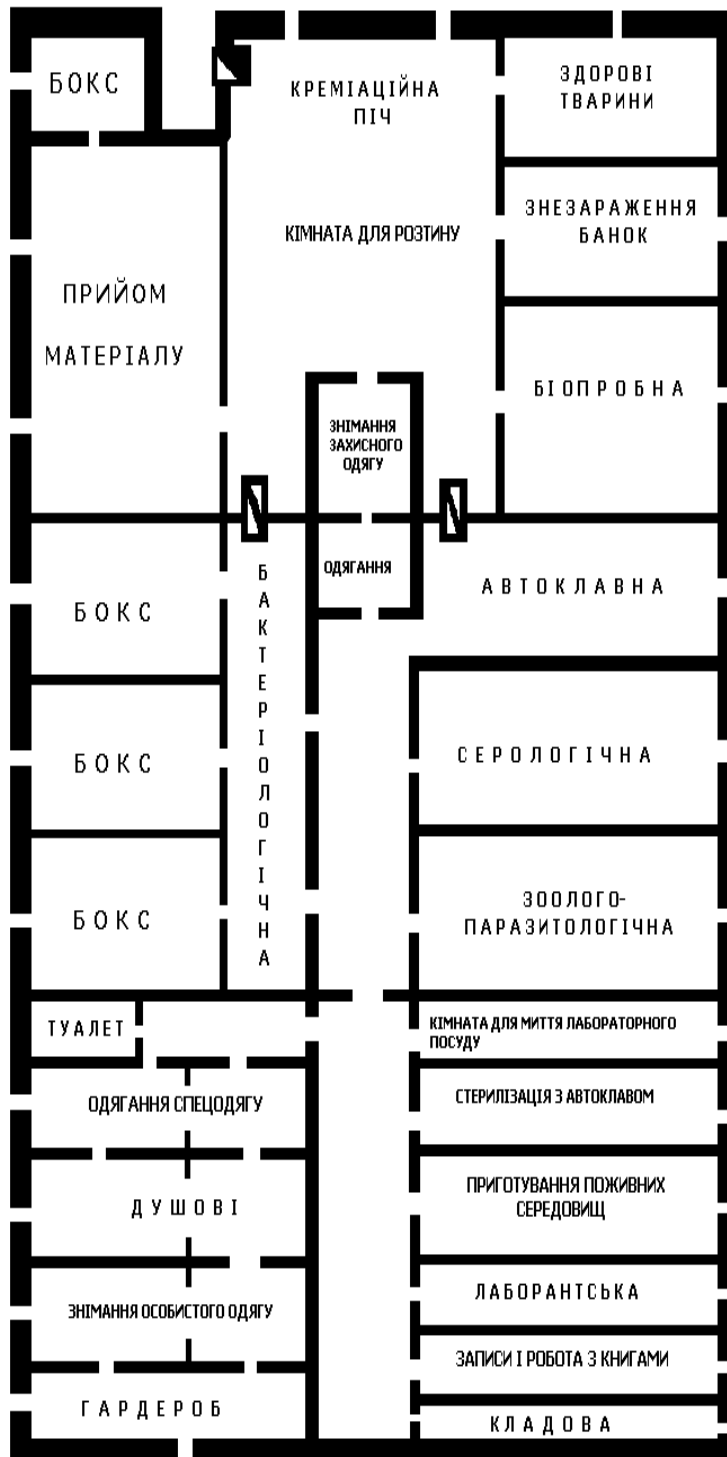 БОКС
КРЕМІАЦІЙНА
ПІЧ
ЗДОРОВІ
ТВАРИНИ
КІМНАТА ДЛЯ РОЗТИНУ
ЗНЕЗАРАЖЕННЯ
БАНОК
ПРИЙОМ
МАТЕРІАЛУ
БІОПРОБНА
ЗНІМАННЯ
ЗАХИСНОГО
ОДЯГУ
ОДЯГАННЯ
АВТОКЛАВНА
БОКС
БАКТЕРІОЛОГІЧНА
БОКС
СЕРОЛОГІЧНА
БОКС
ЗООЛОГО-
ПАРАЗИТОЛОГІЧНА
ТУАЛЕТ
КІМНАТА ДЛЯ МИТТЯ ЛАБОРАТОРНОГО
ПОСУДУ
ОДЯГАННЯ СПЕЦОДЯГУ
СТЕРИЛІЗАЦІЯ З АВТОКЛАВОМ
ДУШОВІ
ПРИГОТУВАННЯ ПОЖИВНИХ
СЕРЕДОВИЩ
ЗНІМАННЯ ОСОБИСТОГО ОДЯГУ
ЛАБОРАНТСЬКА
ЗАПИСИ І РОБОТА З КНИГАМИ
ГАРДЕРОБ
КЛАДОВА